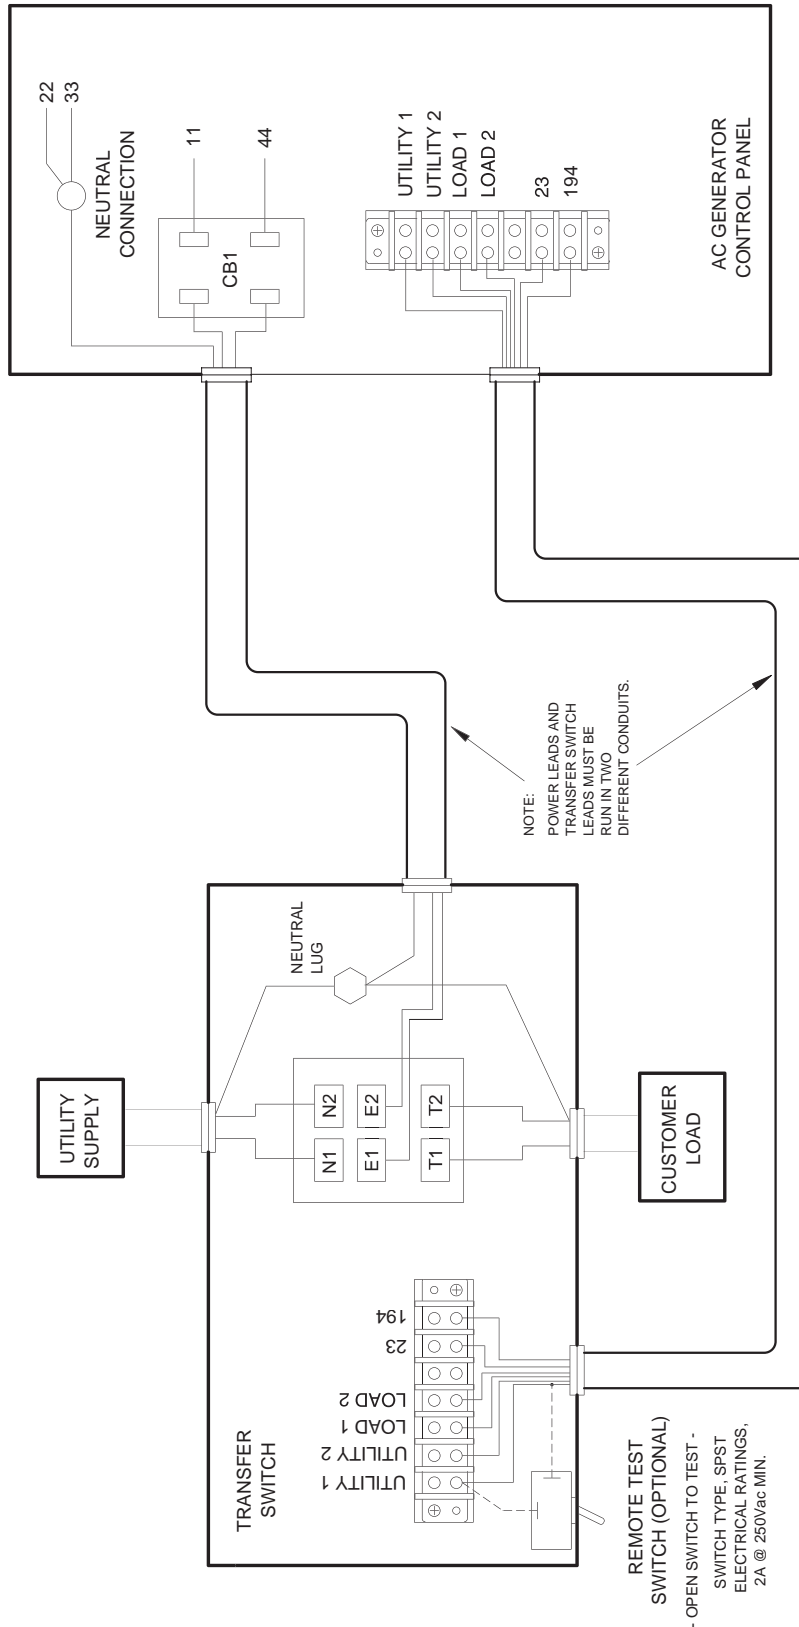 22
33
NEUTRAL
CONNECTION
11
44
CB1
UTILITY 1
UTILITY 2
LOAD 1
LOAD 2
23
194
AC GENERATOR
CONTROL PANEL
NOTE:
POWER LEADS AND
TRANSFER SWITCH
LEADS MUST BE
RUN IN TWO
DIFFERENT CONDUITS.
NEUTRAL
LUG
UTILITY
SUPPLY
N1
N2
E1
E2
T1
T2
CUSTOMER
LOAD
TRANSFER
SWITCH
194
23
LOAD 2
LOAD 1
UTILITY 2
UTILITY 1
REMOTE TEST
SWITCH (OPTIONAL)
- OPEN SWITCH TO TEST -
SWITCH TYPE, SPST
ELECTRICAL RATINGS,
2A @ 250Vac MIN.